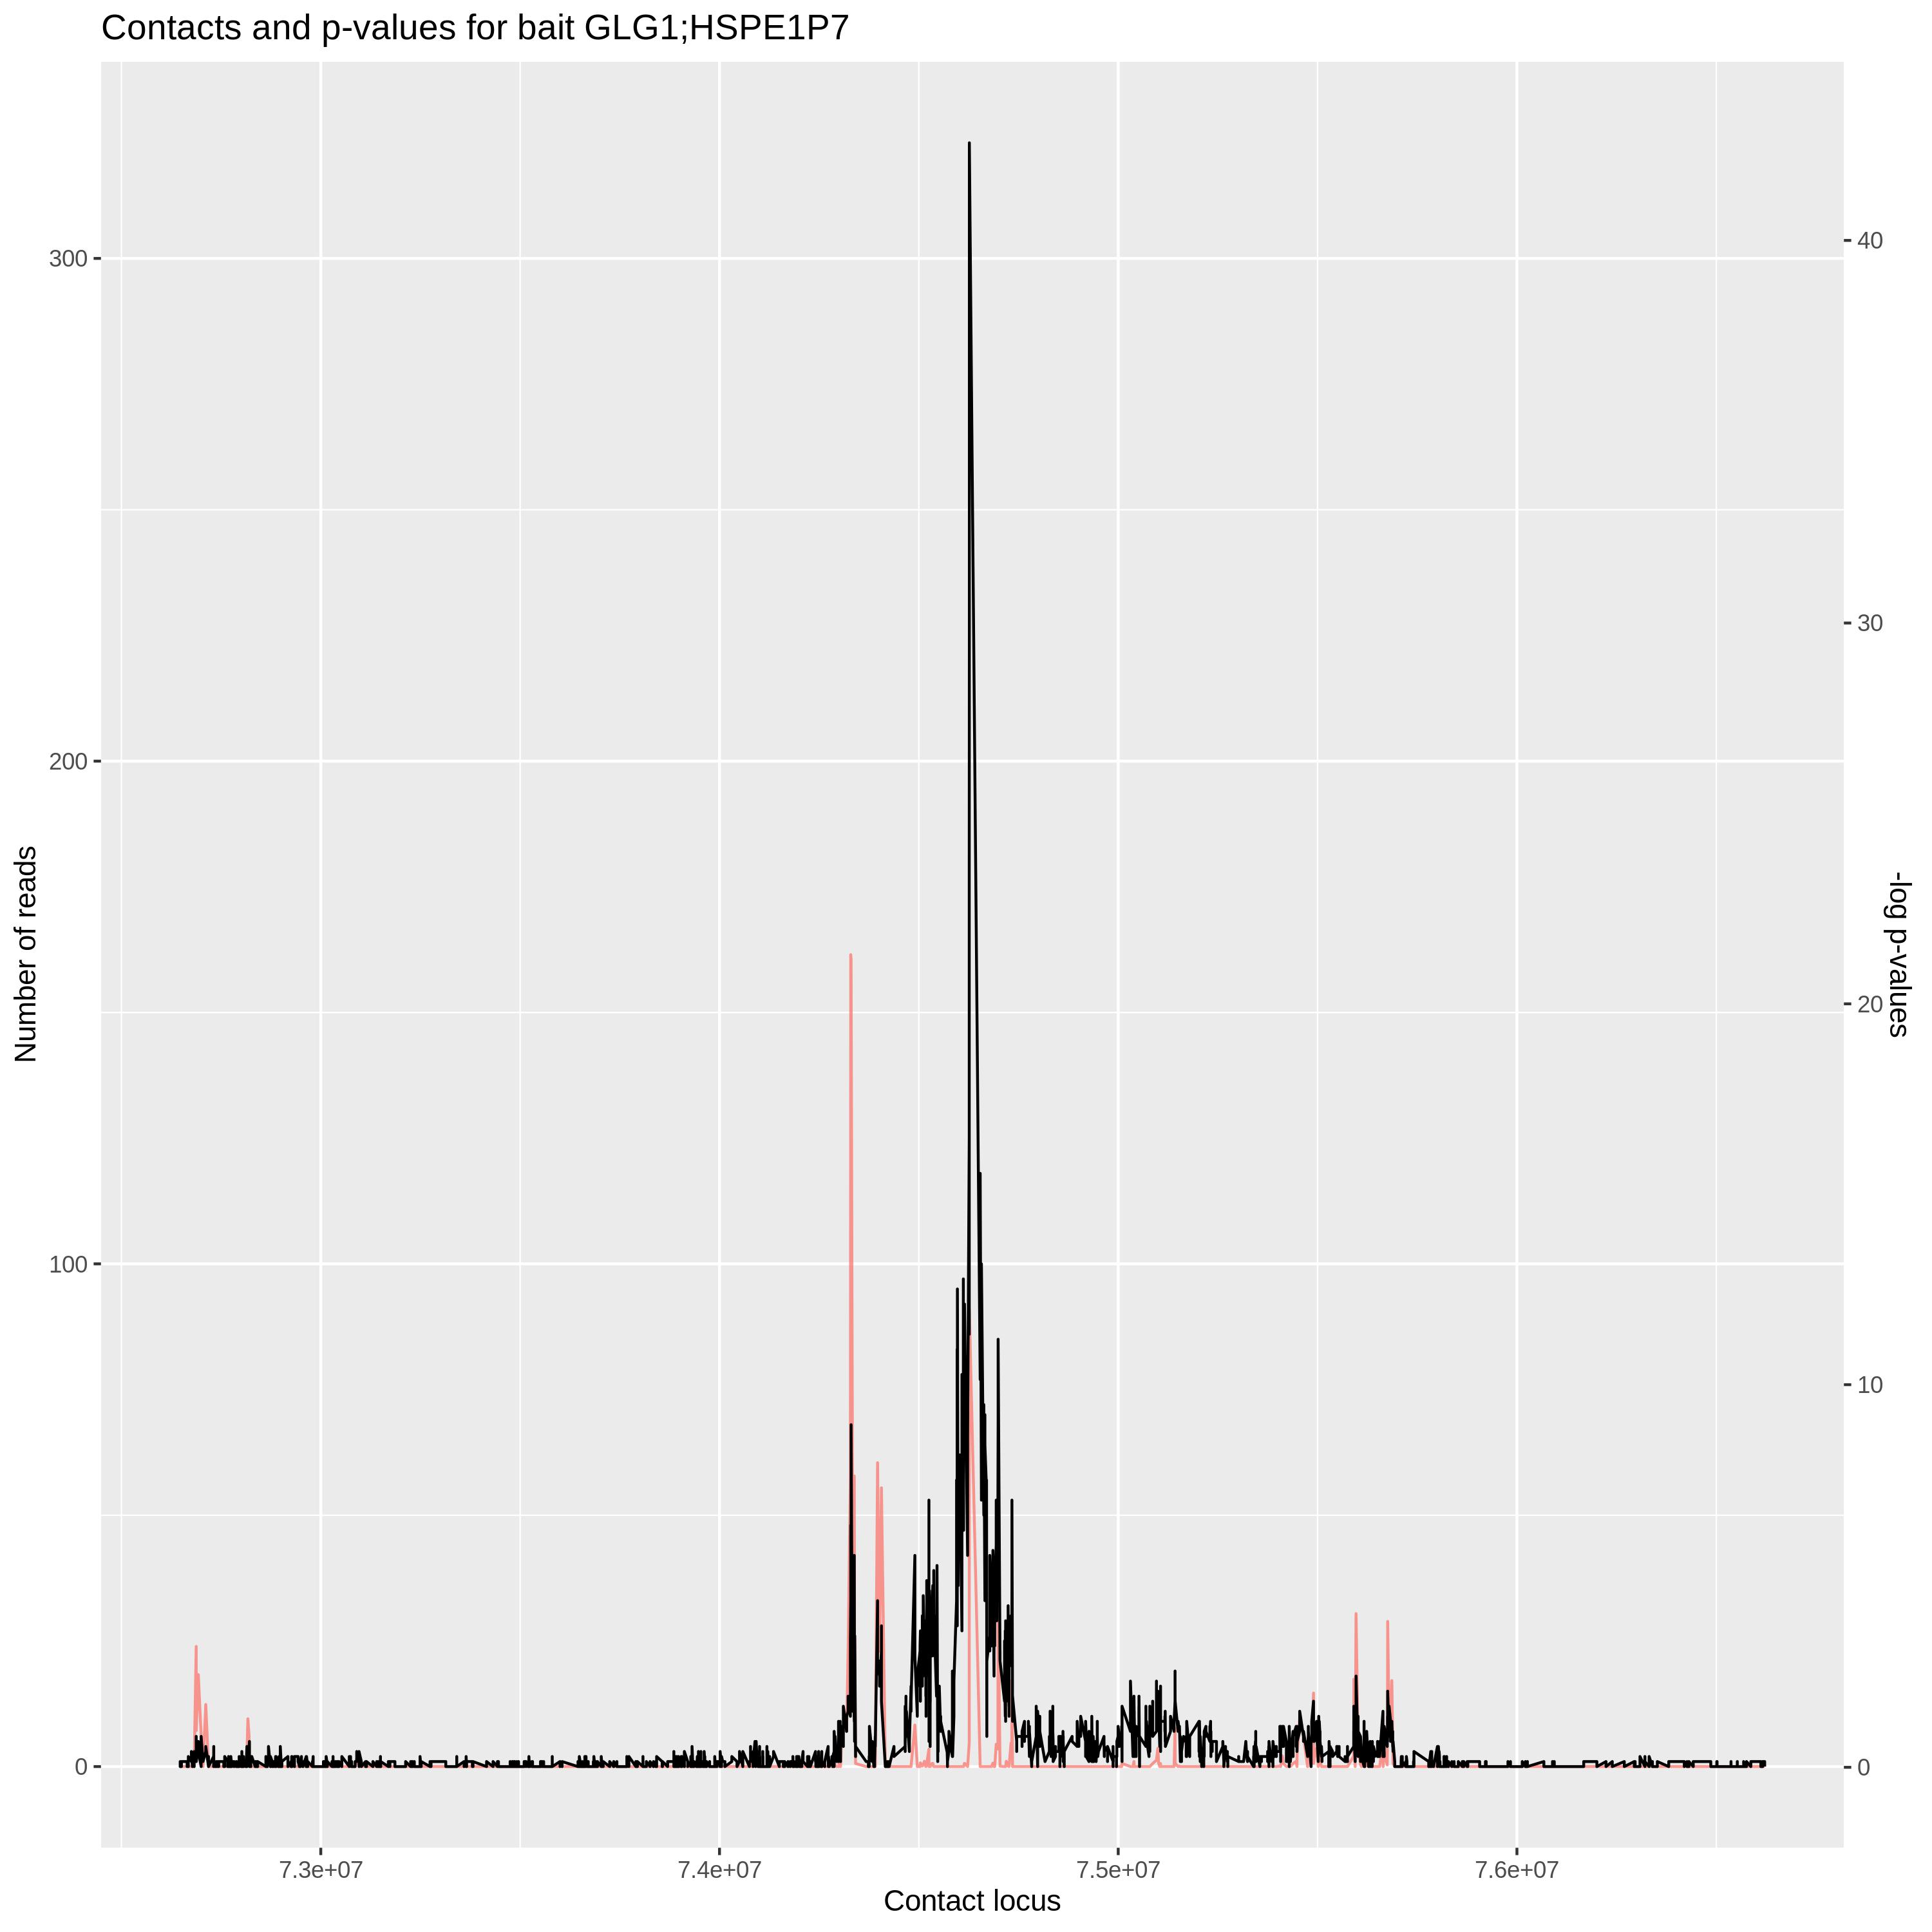 Contacts and p-values for bait GLG1;HSPE1P7
Number of reads
300
200
100
0
40
30
20
10
0
-log p-values
7.3e+07
7.4e+07
7.5e+07
7.6e+07
Contact locus